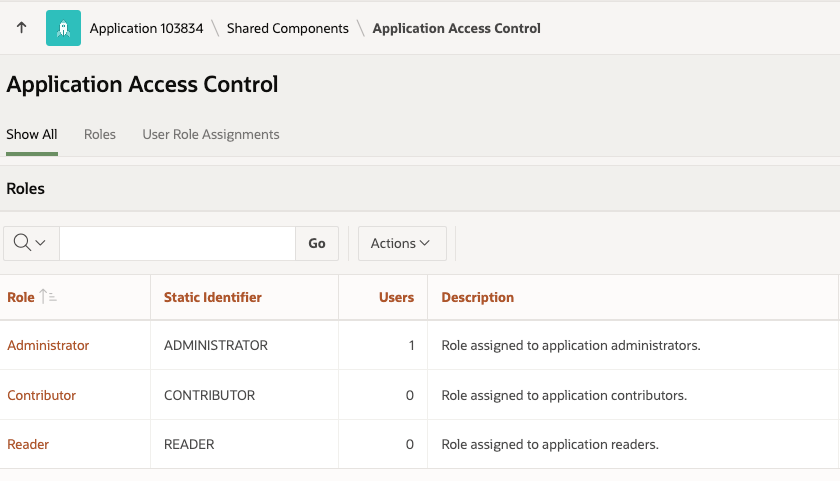 Application 103834 \ Shared Components \ Application Access Control
Application Access Control
Show All Roles User Role Assignments
Roles
Go Actions
Role Static Identifier Users Description
Administrator ADMINISTRATOR 1 Role assigned to application administrators.
Contributor CONTRIBUTOR 0 Role assigned to application contributors.
Reader READER 0 Role assigned to application readers.